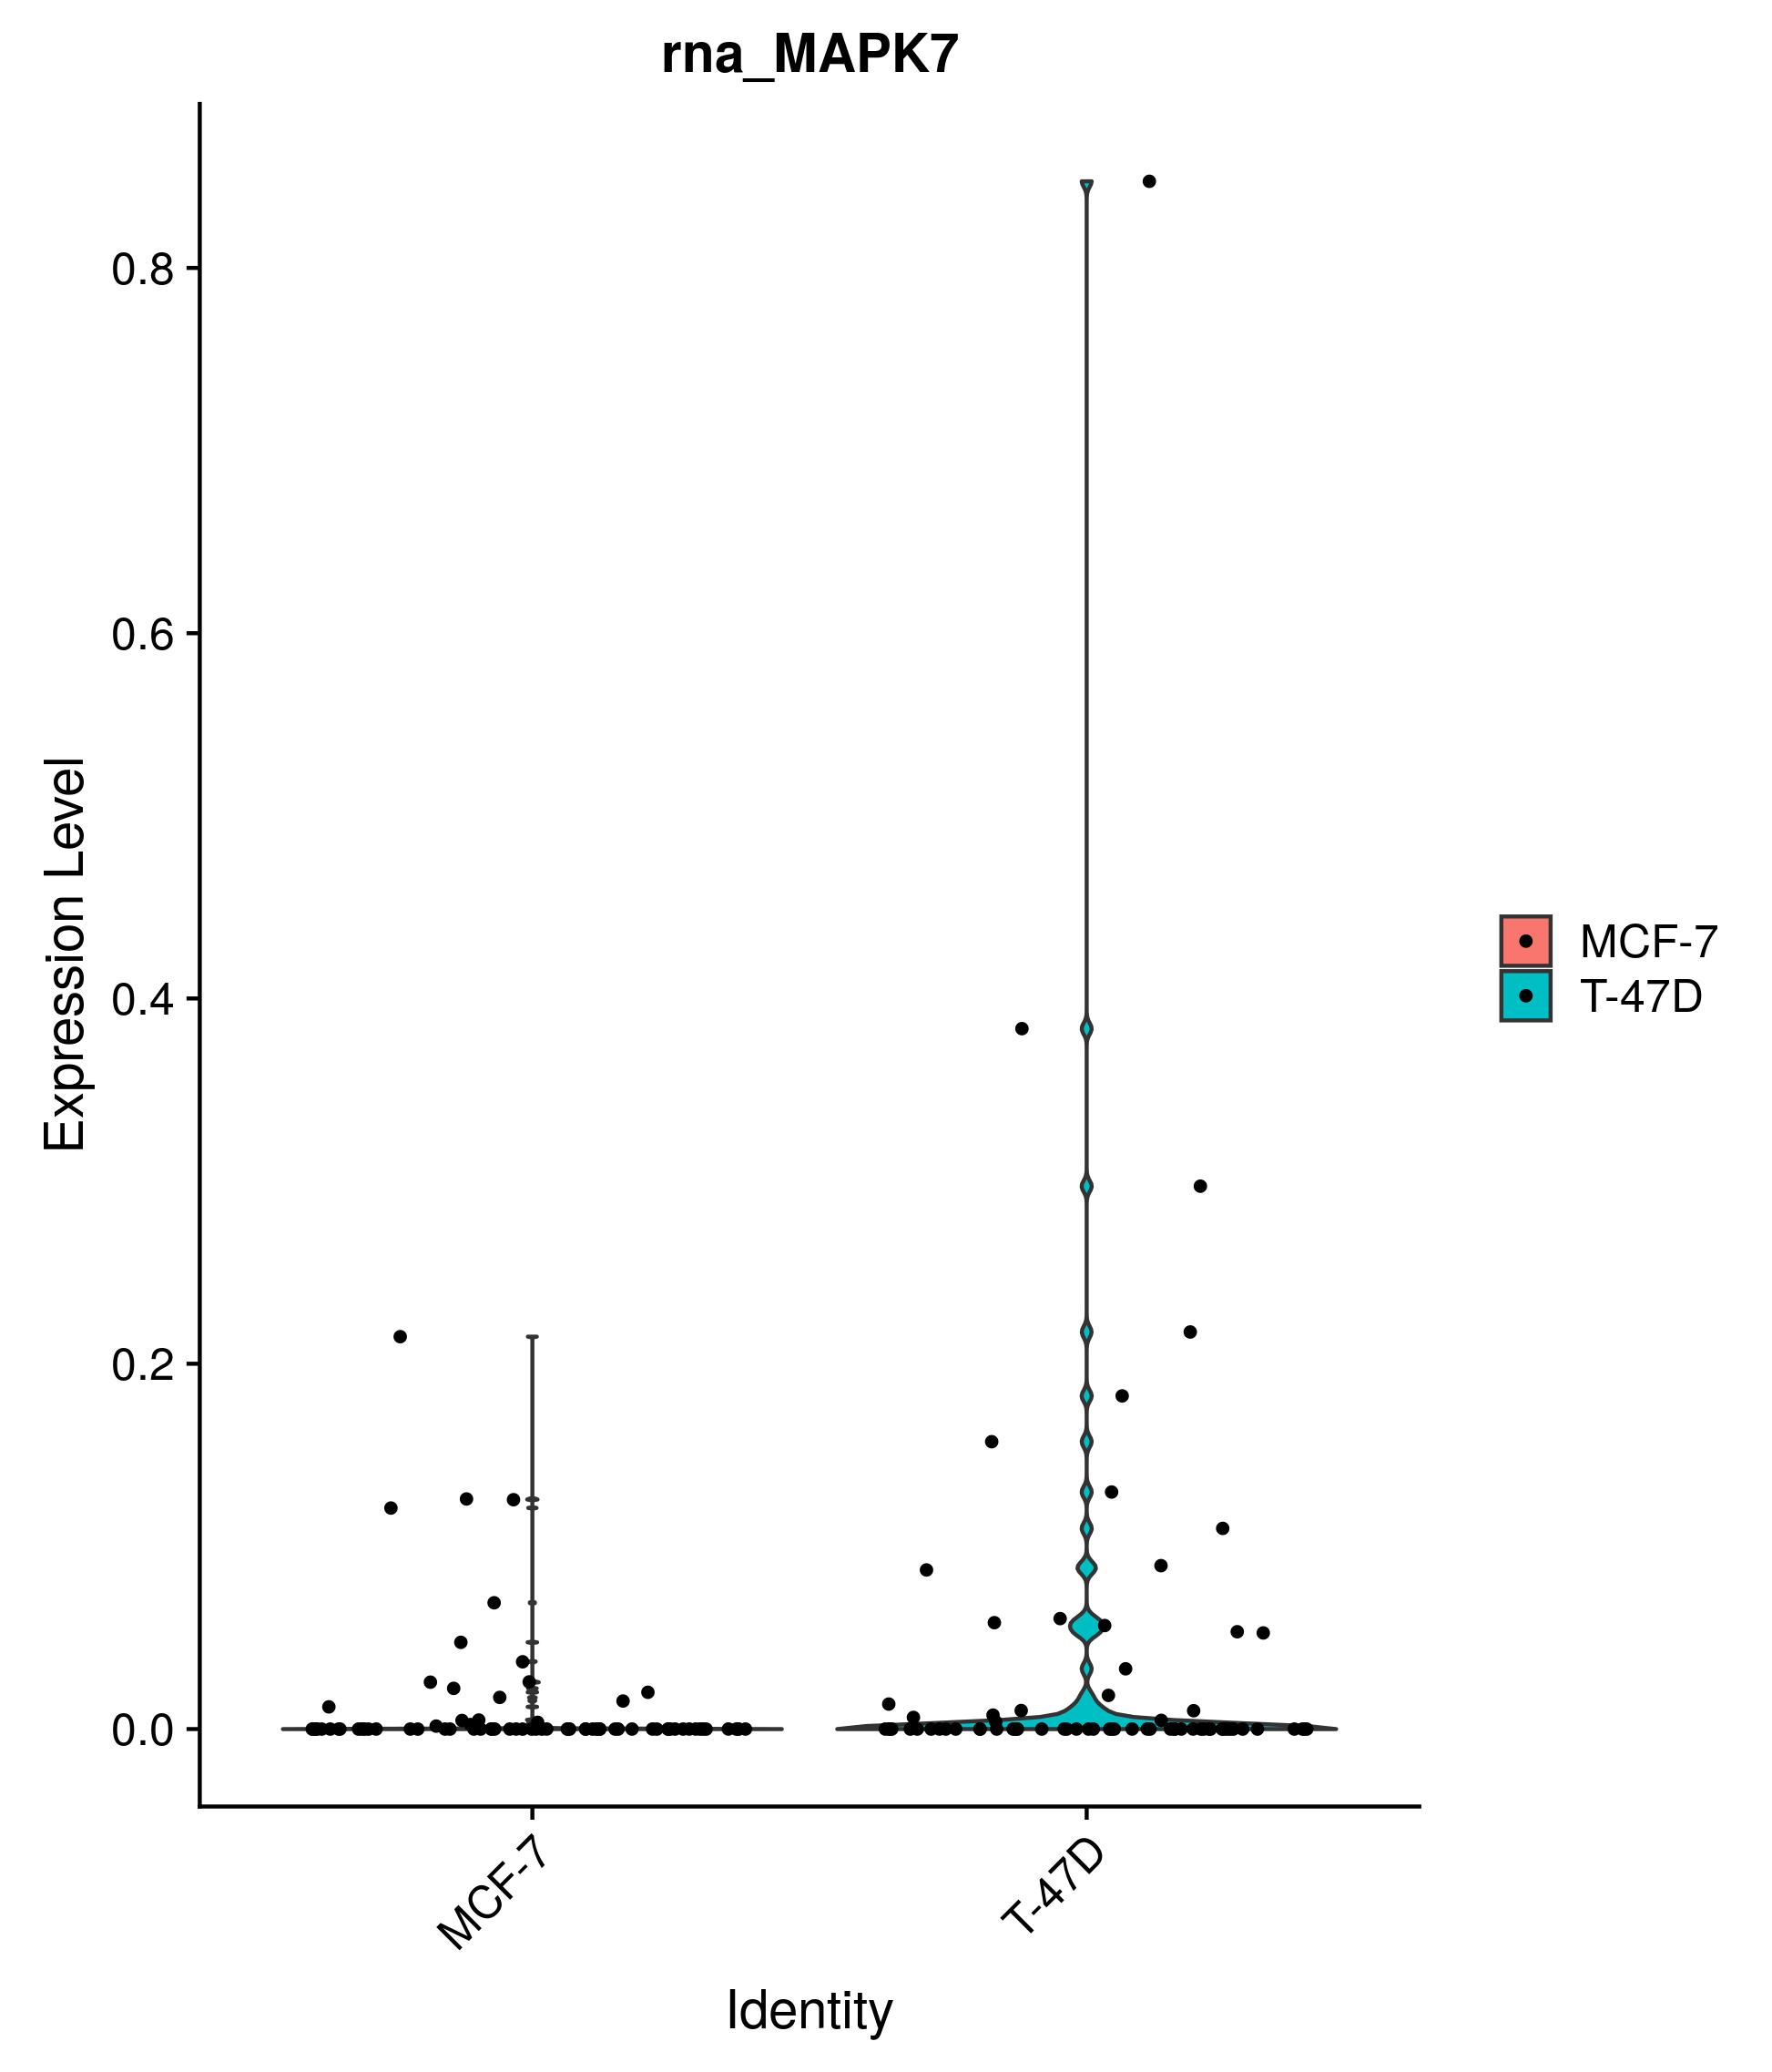 rna_MAPK7
Expression Level
0.8
0.6
0.4
0.2
0.0
MCF-7
T-47D
Identity
MCF-7
T-47D